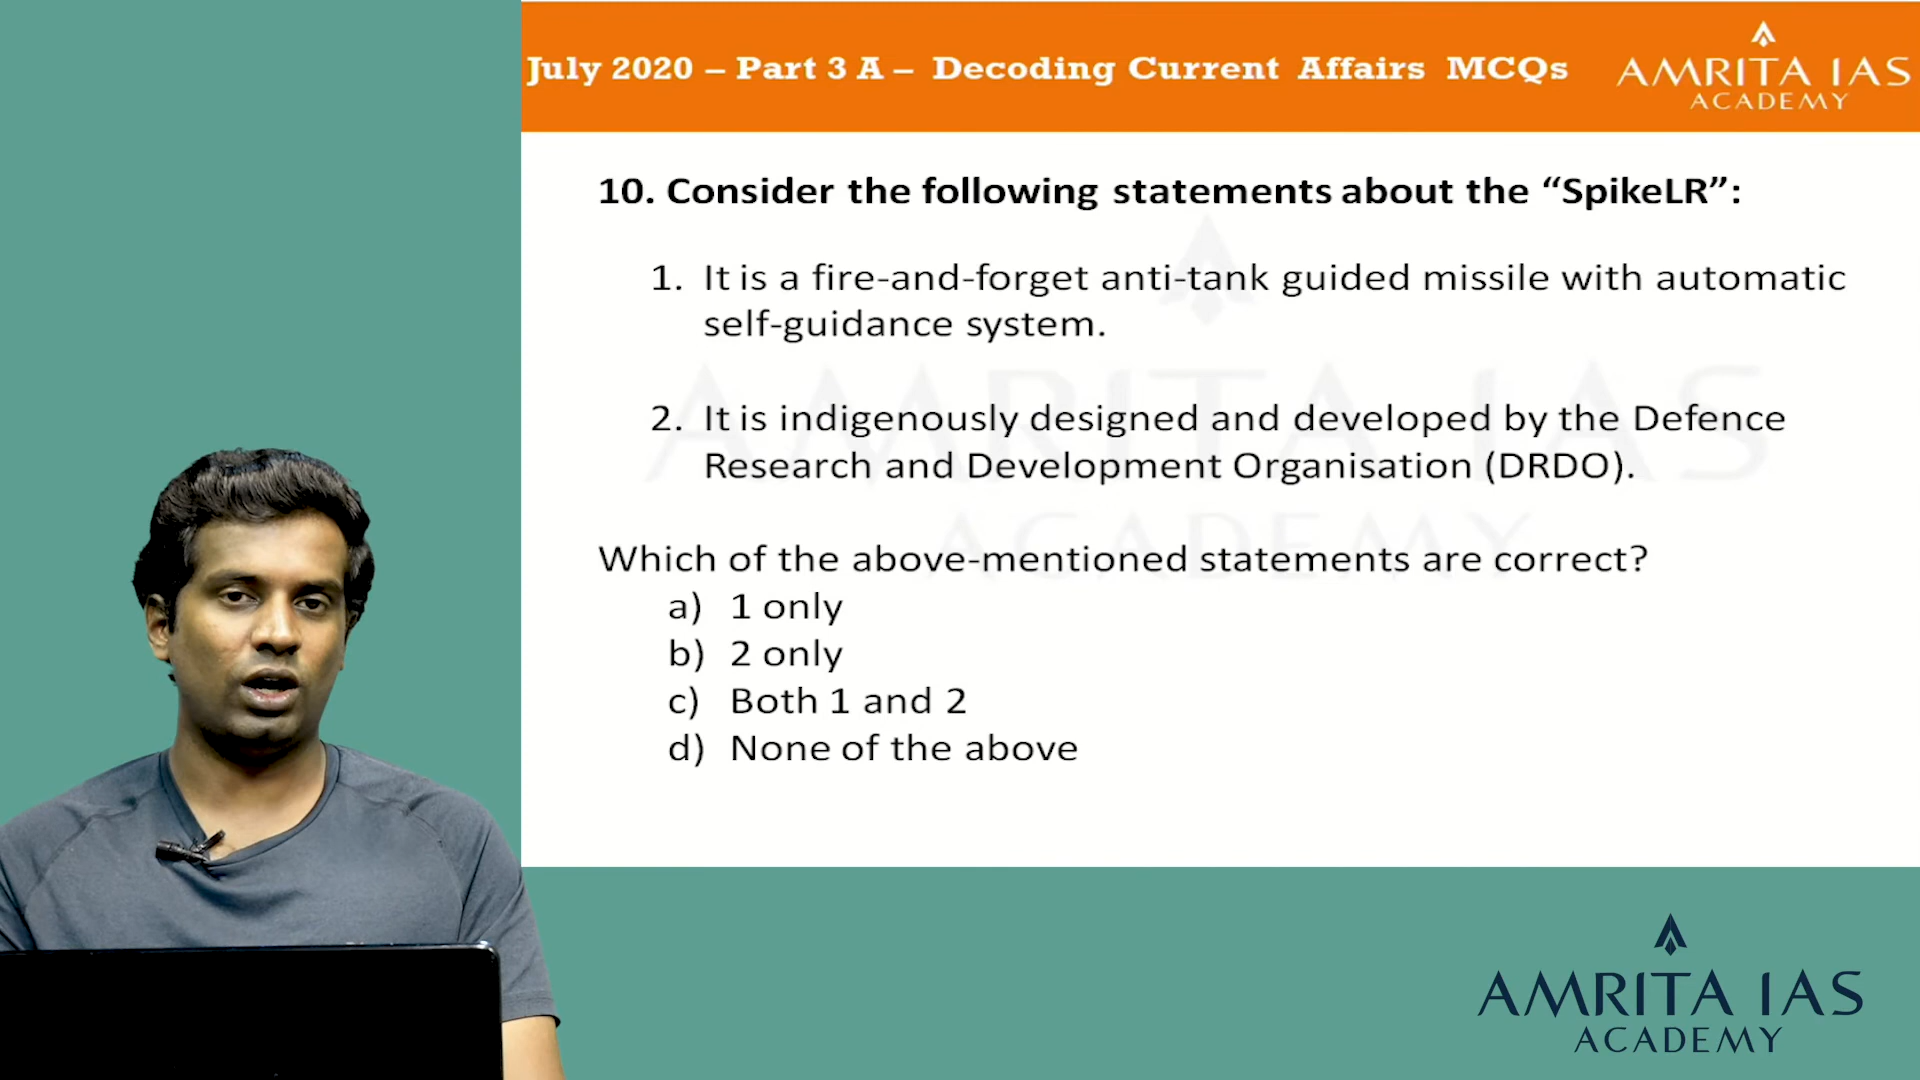 July 2020 – Part 3 A – Decoding Current Affairs MCQs
AMRITA IAS
ACADEMY
10. Consider the following statements about the “SpikeLR”:
1. It is a fire-and-forget anti-tank guided missile with automatic
self-guidance system.
2. It is indigenously designed and developed by the Defence
Research and Development Organisation (DRDO).
Which of the above-mentioned statements are correct?
a) 1 only
b) 2 only
c) Both 1 and 2
d) None of the above
AMRITA IAS
ACADEMY
AMRITA IAS
ACADEMY